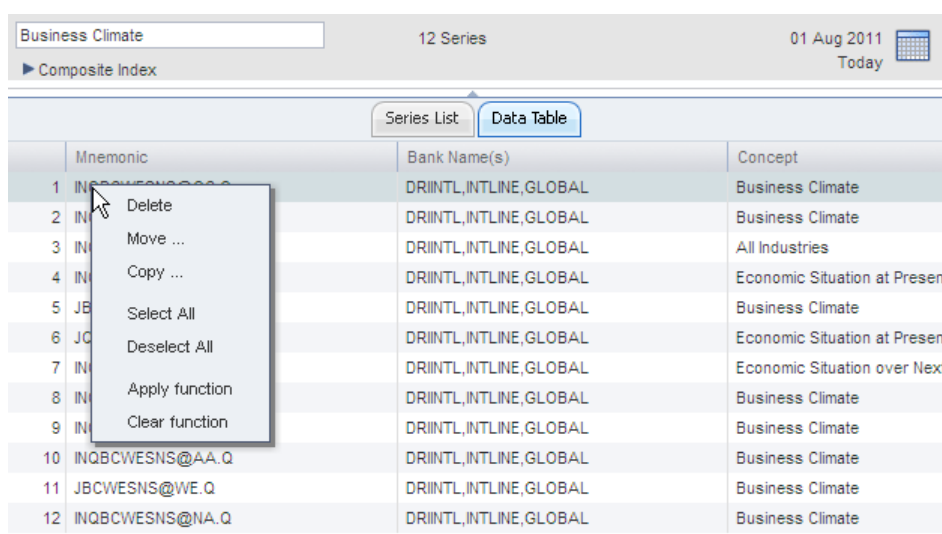 Business Climate 12 Series 01 Aug 2011
Composite Index Today
Series List Data Table
Mnemonic Bank Name(s) Concept
1 DRIINTL,INTLINE,GLOBAL Business Climate
2 DRIINTL,INTLINE,GLOBAL Business Climate
3 DRIINTL,INTLINE,GLOBAL All Industries
4 DRIINTL,INTLINE,GLOBAL Economic Situation at Presen
5 JB DRIINTL,INTLINE,GLOBAL Business Climate
6 DRIINTL,INTLINE,GLOBAL Economic Situation at Presen
7 DRIINTL,INTLINE,GLOBAL Economic Situation over Nex
8 DRIINTL,INTLINE,GLOBAL Business Climate
9 DRIINTL,INTLINE,GLOBAL Business Climate
10 INQBCWESNS@AA.Q DRIINTL,INTLINE,GLOBAL Business Climate
11 JBCWESNS@WE.Q DRIINTL,INTLINE,GLOBAL Business Climate
12 INQBCWESNS@NA.Q DRIINTL,INTLINE,GLOBAL Business Climate
Delete
Move ...
Copy ...
Select All
Deselect All
Apply function
Clear function